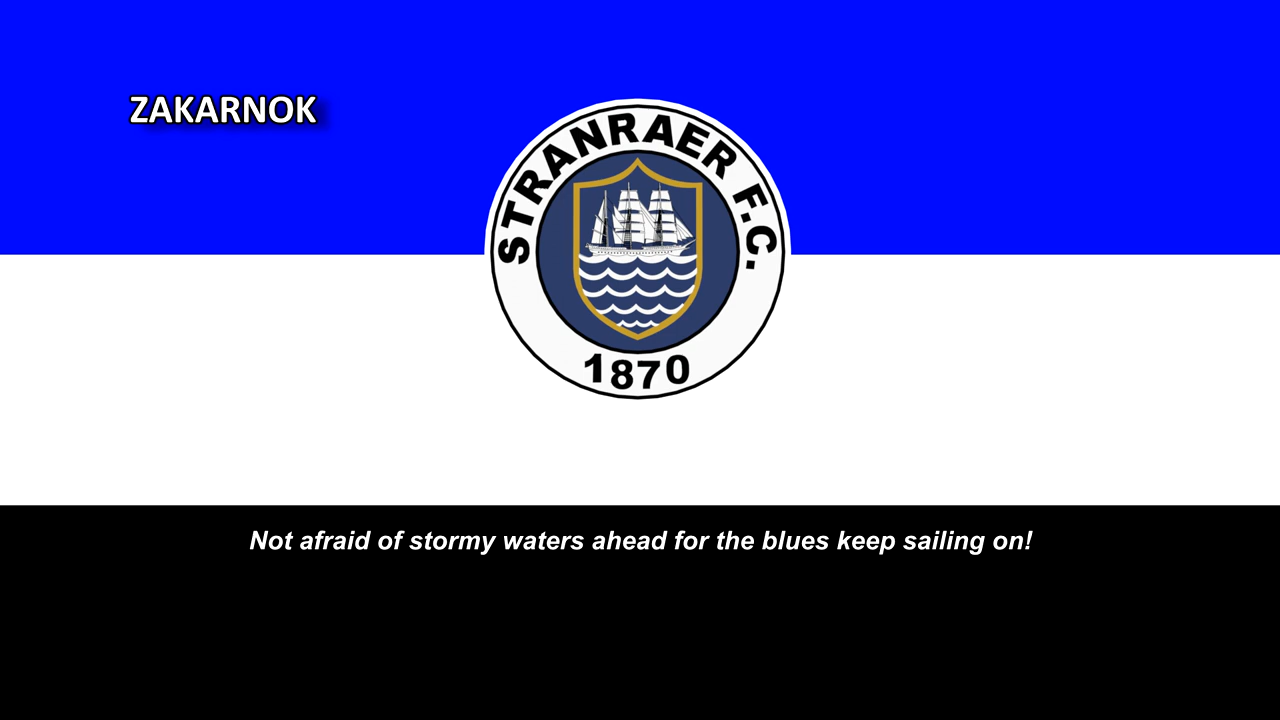 ZAKARNOK
STRANRAER F.C.
1870
Not afraid of stormy waters ahead for the blues keep sailing on!